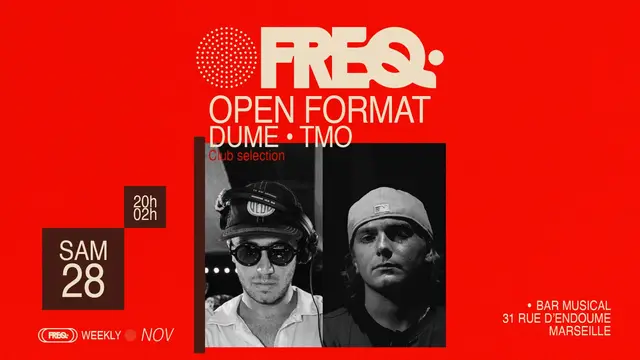 FREQ.
OPEN FORMAT
DUME • TMO
Club selection
20h
02h
SAM
28
FREQ. WEEKLY NOV
• BAR MUSICAL
31 RUE D'ENDOUME
MARSEILLE